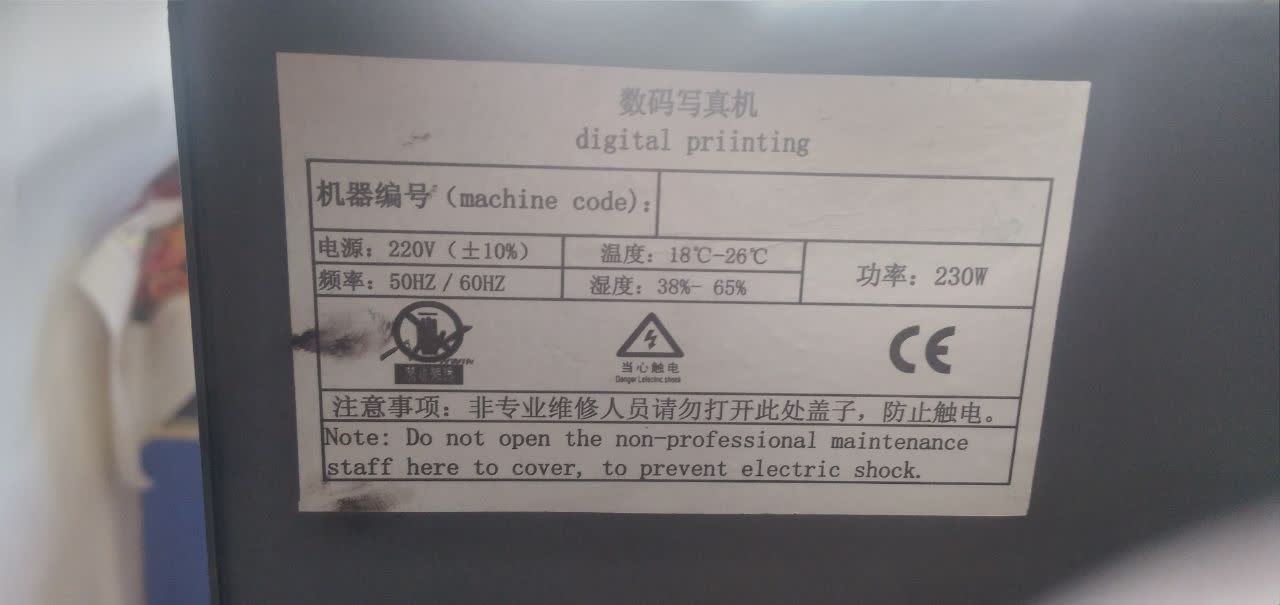 数码写真机
digital priinting
机器编号（machine code）：
电源：220V（±10%）
温度：18℃-26℃
功率：230W
频率：50HZ／60HZ
湿度：38%- 65%
当心触电
Danger Lelectric shock
CE
注意事项：非专业维修人员请勿打开此处盖子，防止触电。
Note: Do not open the non-professional maintenance
staff here to cover, to prevent electric shock.